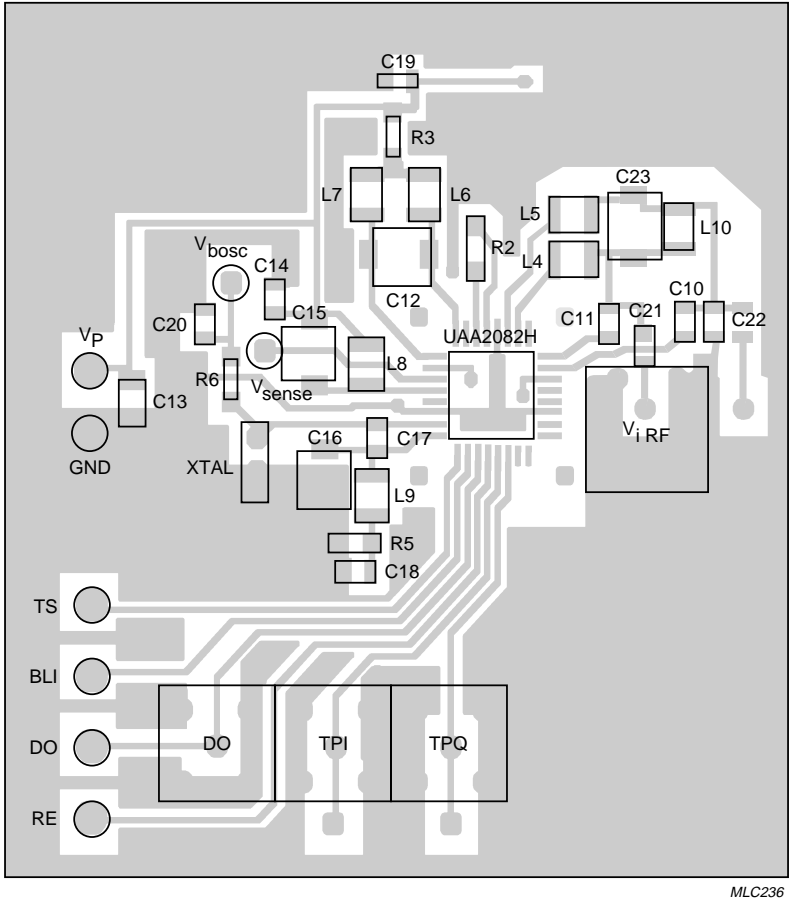 C19
R3
C23
L7
L6
L5
L10
Vbosc
R2
C14
L4
C12
C15
C10
C20
C11
C21
C22
VP
UAA2082H
L8
R6
Vsense
C13
Vi RF
C16
C17
GND
XTAL
L9
R5
C18
TS
BLI
DO
DO
TPI
TPQ
RE
MLC236